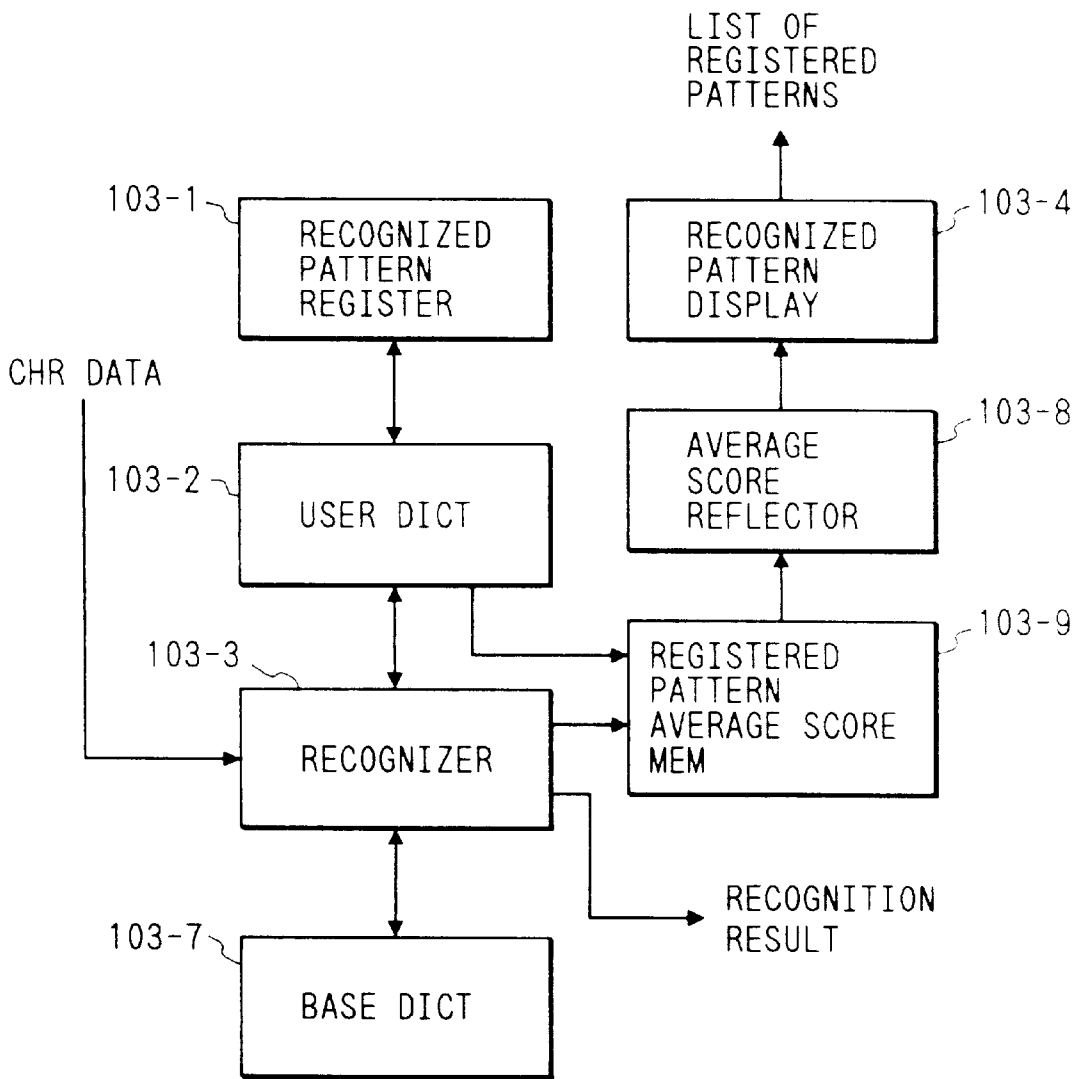 LIST OF
REGISTERED
PATTERNS
103-1
RECOGNIZED
PATTERN
REGISTER
103-4
RECOGNIZED
PATTERN
DISPLAY
CHR DATA
103-2
USER DICT
103-8
AVERAGE
SCORE
REFLECTOR
103-3
RECOGNIZER
103-9
REGISTERED
PATTERN
AVERAGE SCORE
MEM
RECOGNITION
RESULT
103-7
BASE DICT